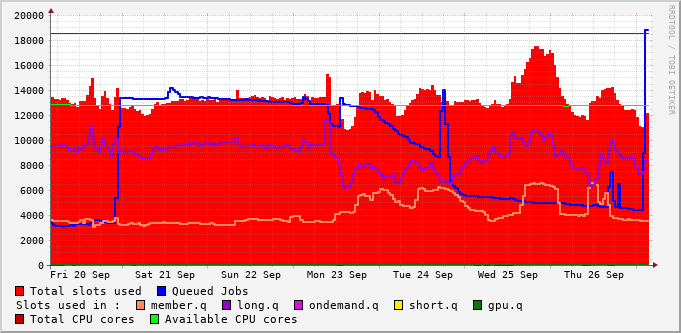 20000
18000
16000
14000
12000
10000
8000
6000
4000
2000
0
Fri 20 Sep Sat 21 Sep Sun 22 Sep Mon 23 Sep Tue 24 Sep Wed 25 Sep Thu 26 Sep
Total slots used Queued Jobs
Slots used in : member.q long.q ondemand.q short.q gpu.q
Total CPU cores Available CPU cores
RRDTOOL / TOBI OETIKER